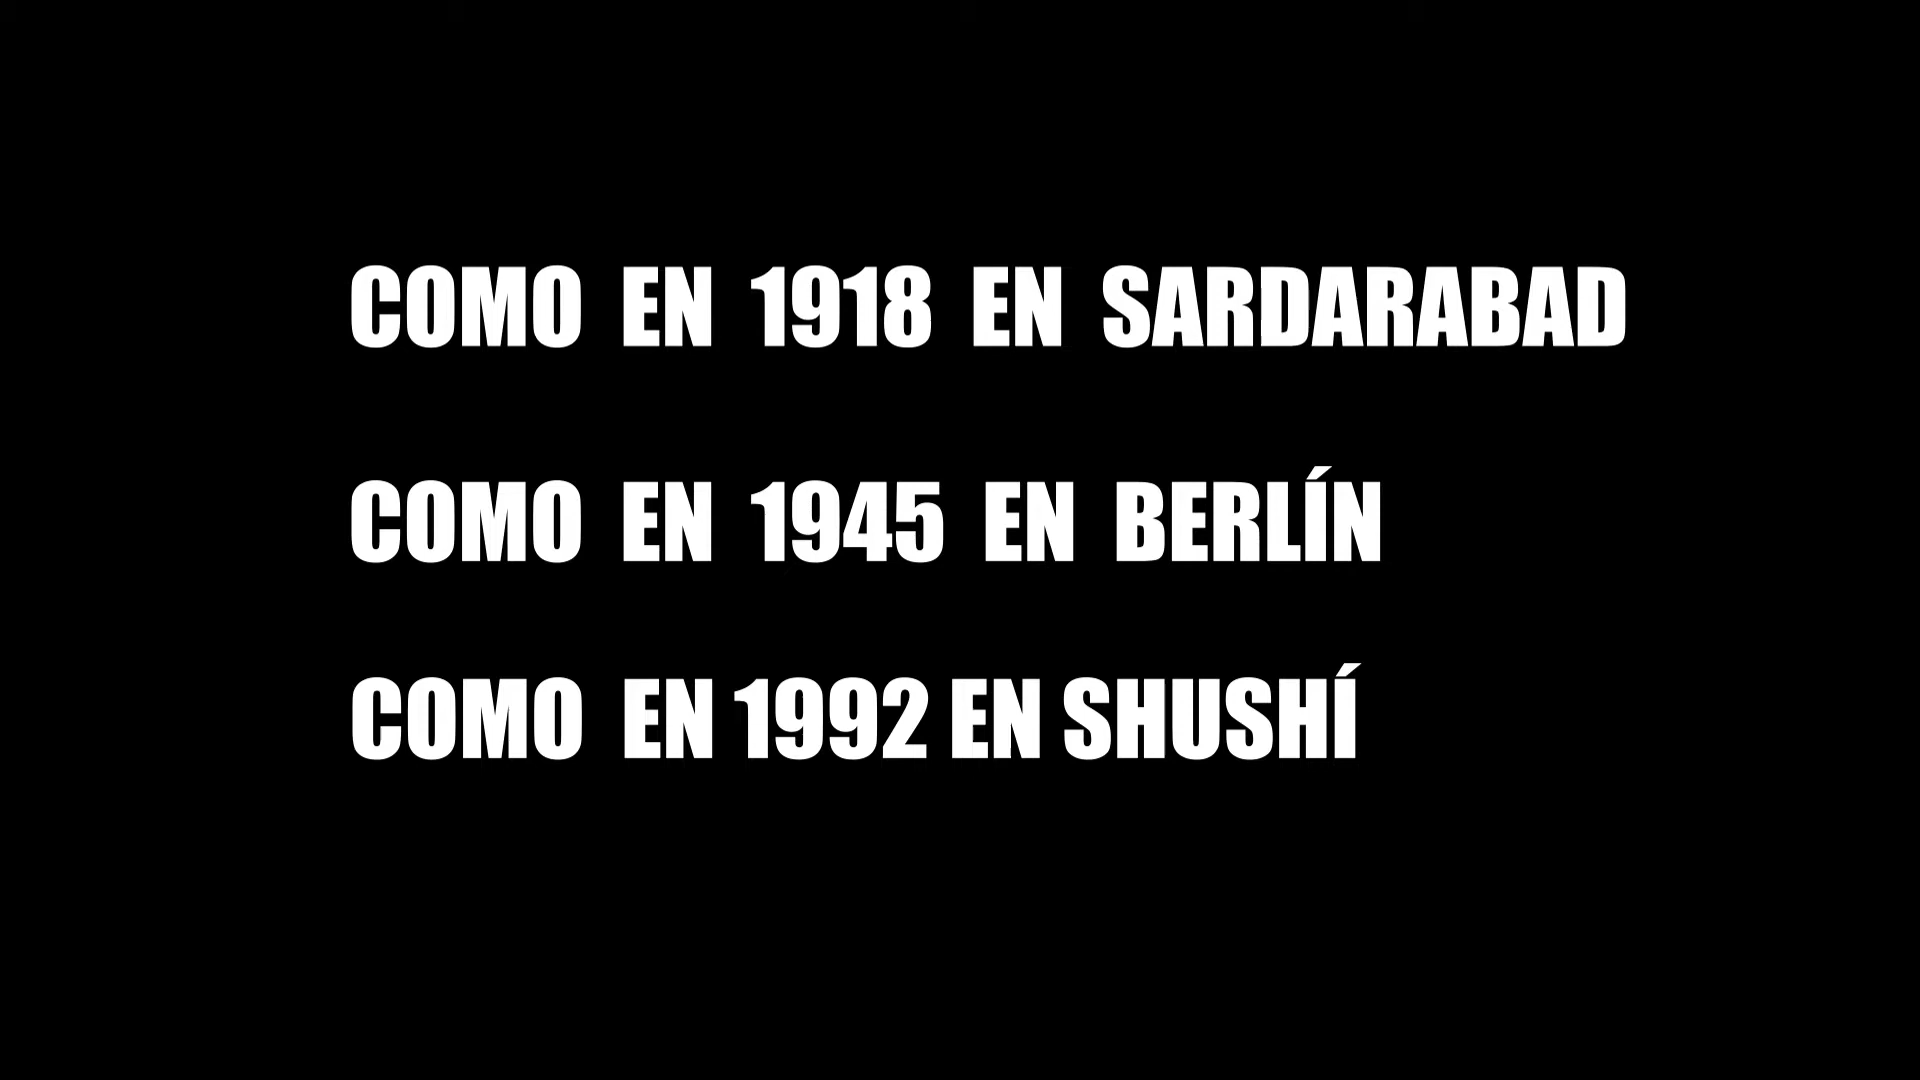 COMO EN 1918 EN SARDARABAD
COMO EN 1945 EN BERLÍN
COMO EN 1992 EN SHUSHÍ